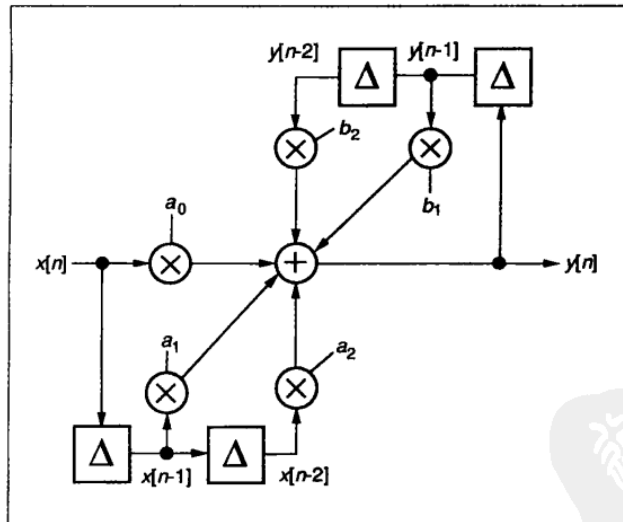 y[n-2]
y[n-1]
Δ
Δ
×
b2
×
b1
a0
x[n]
×
+
y[n]
a1
×
a2
×
Δ
x[n-1]
Δ
x[n-2]